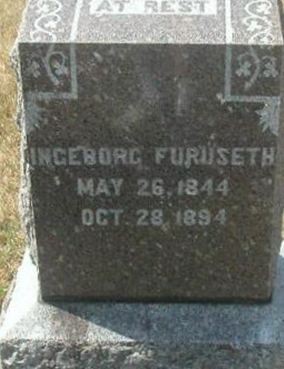 AT REST
INGEBORG FURUSETH
MAY 26, 1844
OCT. 28, 1894